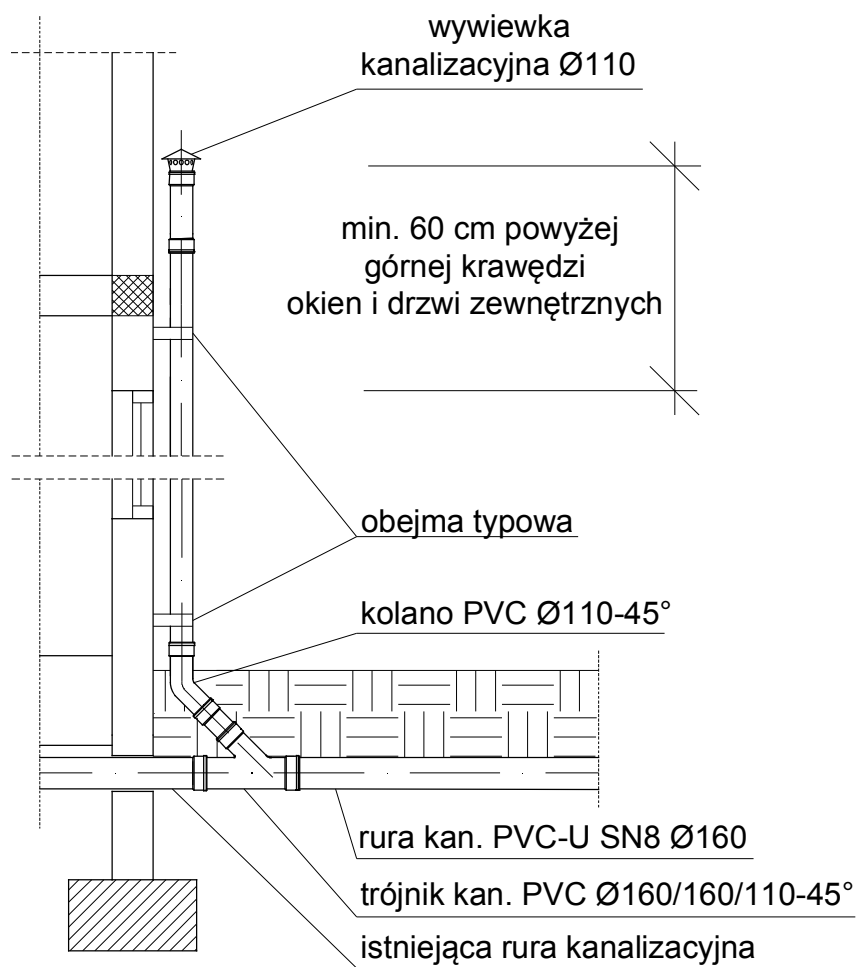 wywiewka
kanalizacyjna Ø110
min. 60 cm powyżej
górnej krawędzi
okien i drzwi zewnętrznych
obejma typowa
kolano PVC Ø110-45°
rura kan. PVC-U SN8 Ø160
trójnik kan. PVC Ø160/160/110-45°
istniejąca rura kanalizacyjna